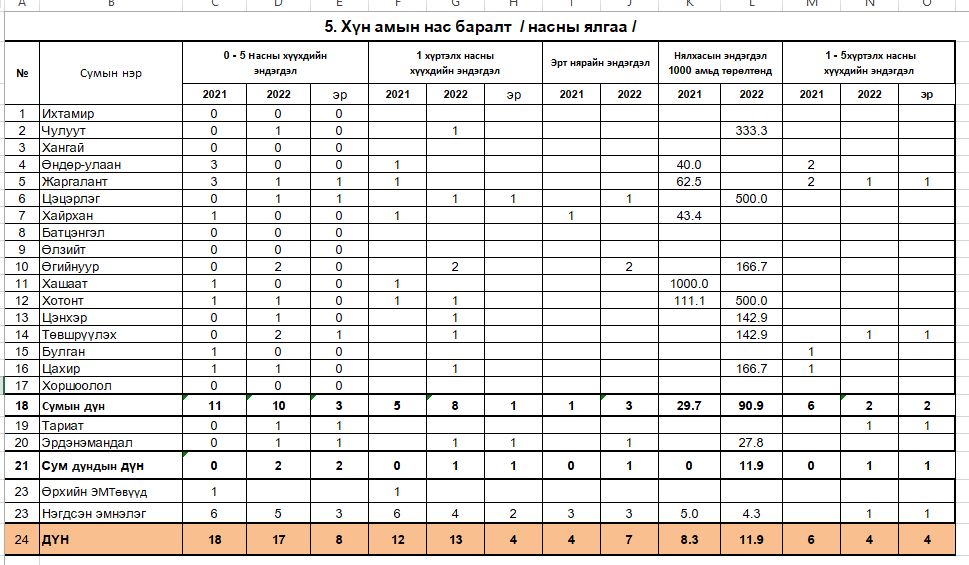 A B C D E F G H I J K L M N O
5. Хүн амын нас баралт / насны ялгаа /
№ Сумын нэр 0 - 5 Насны хүүхдийн эндэгдэл 1 хүртэлх насны хүүхдийн эндэгдэл Эрт нярайн эндэгдэл Нялхасын эндэгдэл 1000 амьд төрөлтөнд 1 - 5хүртэлх насны хүүхдийн эндэгдэл
2021 2022 эр 2021 2022 эр 2021 2022 2021 2022 2021 2022 эр
1 Ихтамир 0 0 0
2 Чулуут 0 1 0 1 333.3
3 Хангай 0 0 0
4 Өндөр-улаан 3 0 0 1 40.0 2
5 Жаргалант 3 1 1 1 62.5 2 1 1
6 Цэцэрлэг 0 1 1 1 1 1 500.0
7 Хайрхан 1 0 0 1 1 43.4
8 Батцэнгэл 0 0 0
9 Өлзийт 0 0 0
10 Өгийнуур 0 2 0 2 2 166.7
11 Хашаат 1 0 0 1 1000.0
12 Хотонт 1 1 0 1 1 111.1 500.0
13 Цэнхэр 0 1 0 1 142.9
14 Төвшрүүлэх 0 2 1 1 142.9 1 1
15 Булган 1 0 0 1
16 Цахир 1 1 0 1 166.7 1
17 Хоршоолол 0 0 0
18 Сумын дүн 11 10 3 5 8 1 1 3 29.7 90.9 6 2 2
19 Тариат 0 1 1 1 1
20 Эрдэнэмандал 0 1 1 1 1 1 27.8
21 Сум дундын дүн 0 2 2 0 1 1 0 1 0 11.9 0 1 1
23 Өрхийн ЭМТөвүүд 1 1
23 Нэгдсэн эмнэлэг 6 5 3 6 4 2 3 3 5.0 4.3 1 1
24 ДҮН 18 17 8 12 13 4 4 7 8.3 11.9 6 4 4